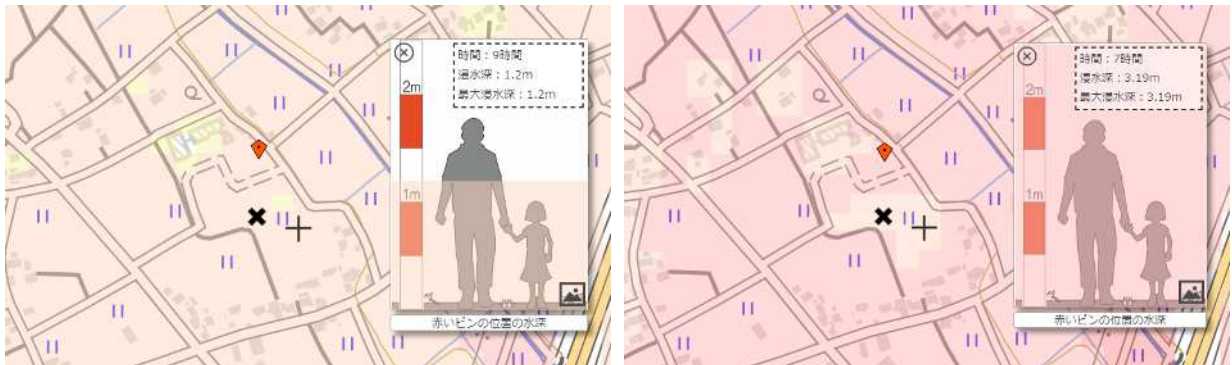 時間：9時間
浸水深：1.2m
最大浸水深：1.2m
2m
1m
赤いピンの位置の水深
時間：7時間
浸水深：3.19m
最大浸水深：3.19m
2m
1m
赤いピンの位置の水深